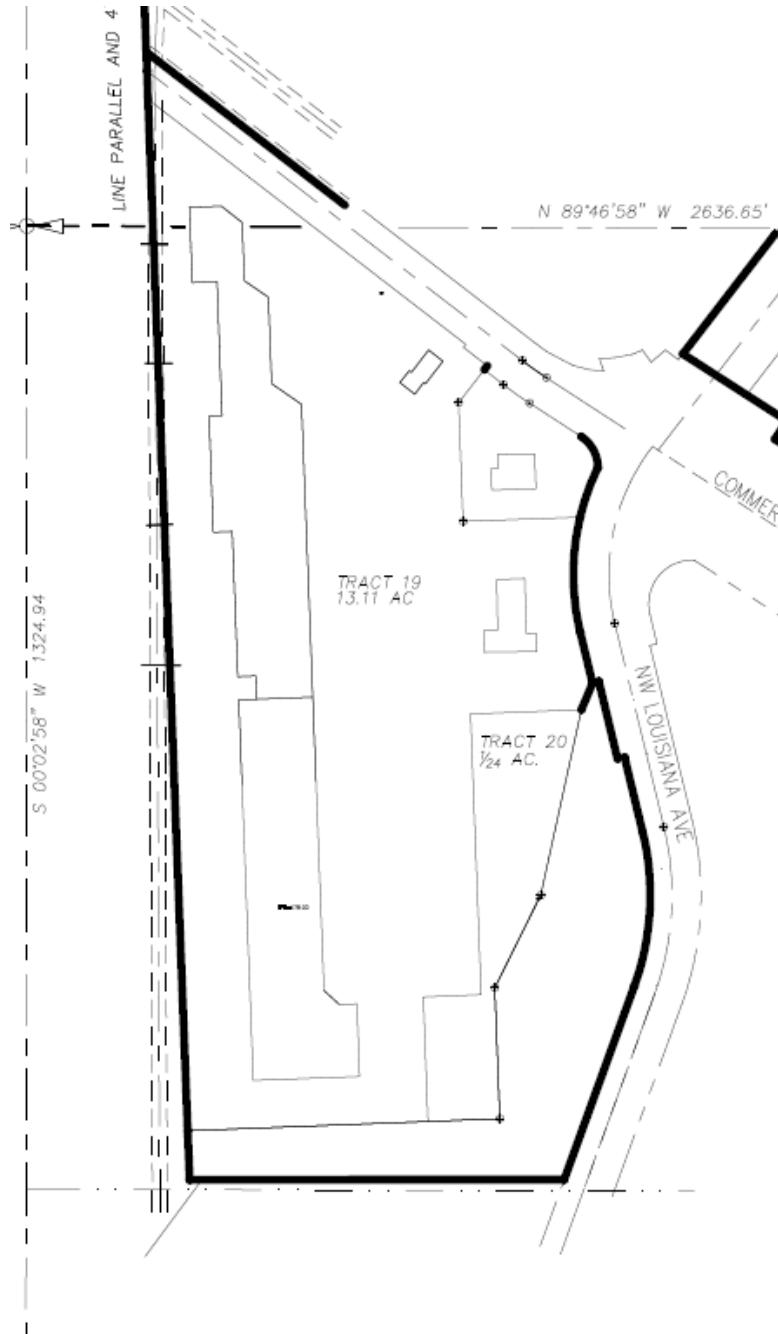 LINE PARALLEL AND 4
N 89°46'58" W 2636.65'
COMMER
TRACT 19
13.11 AC
S 00°02'58" W 1324.94
NW LOUISIANA AVE
TRACT 20
1/24 AC.